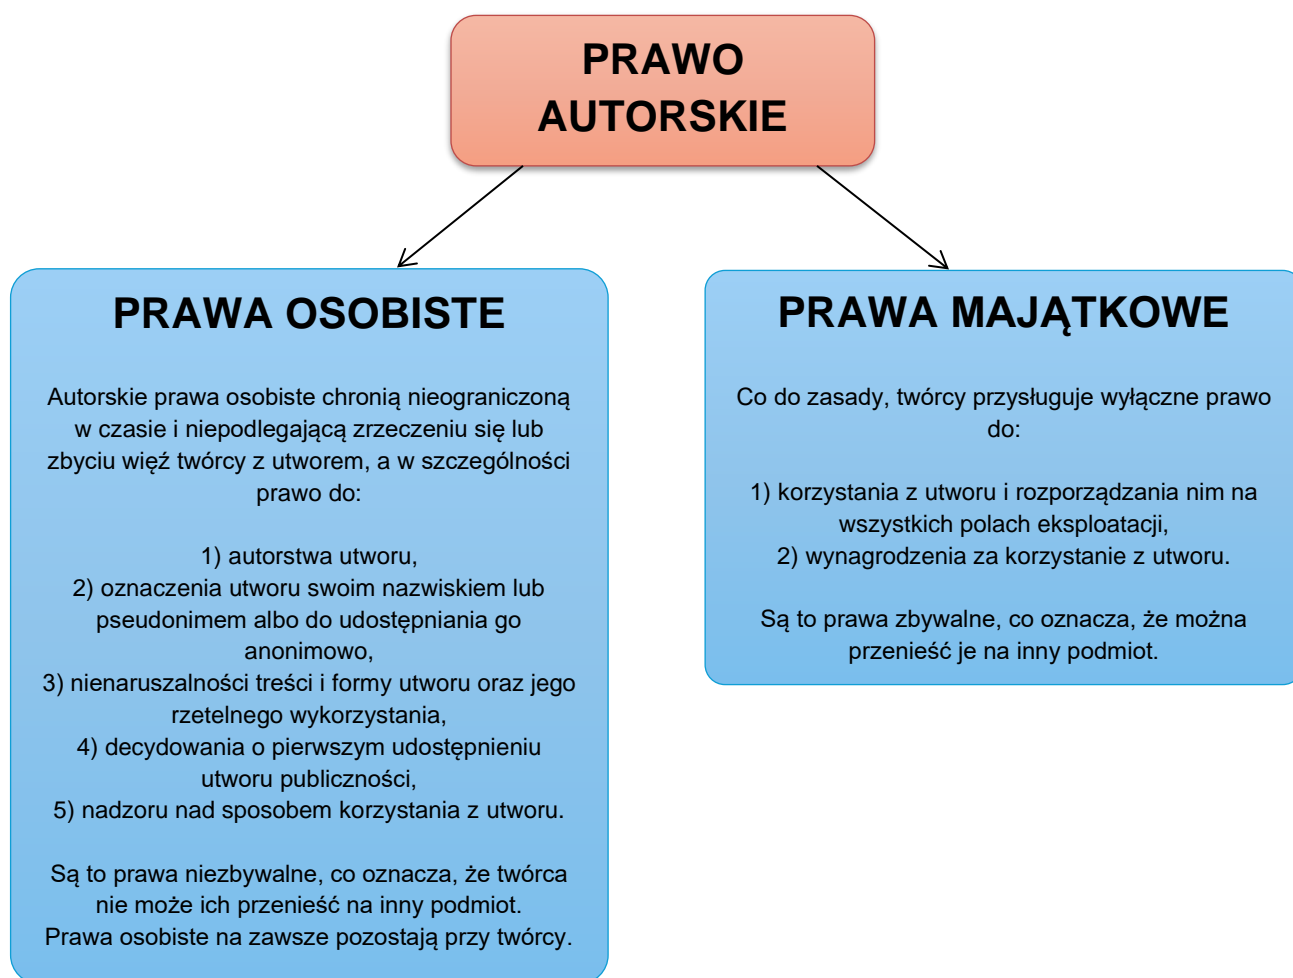 PRAWO
AUTORSKIE
PRAWA OSOBISTE
Autorskie prawa osobiste chronią nieograniczoną
w czasie i niepodlegającą zrzeczeniu się lub
zbyciu więź twórcy z utworem, a w szczególności
prawo do:
1) autorstwa utworu,
2) oznaczenia utworu swoim nazwiskiem lub
pseudonimem albo do udostępniania go
anonimowo,
3) nienaruszalności treści i formy utworu oraz jego
rzetelnego wykorzystania,
4) decydowania o pierwszym udostępnieniu
utworu publiczności,
5) nadzoru nad sposobem korzystania z utworu.
Są to prawa niezbywalne, co oznacza, że twórca
nie może ich przenieść na inny podmiot.
Prawa osobiste na zawsze pozostają przy twórcy.
PRAWA MAJĄTKOWE
Co do zasady, twórcy przysługuje wyłączne prawo
do:
1) korzystania z utworu i rozporządzania nim na
wszystkich polach eksploatacji,
2) wynagrodzenia za korzystanie z utworu.
Są to prawa zbywalne, co oznacza, że można
przenieść je na inny podmiot.